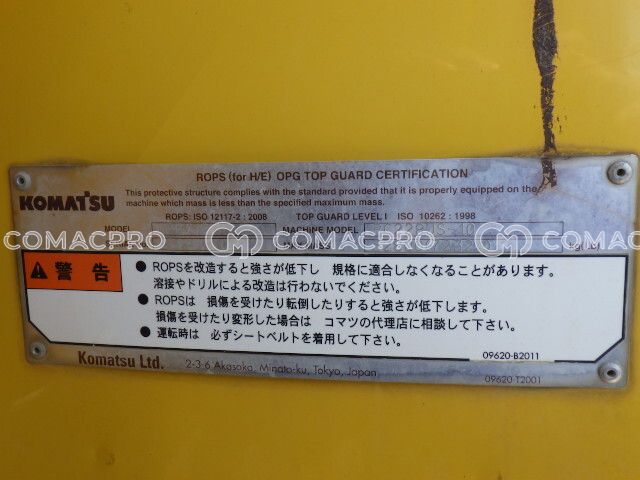 ROPS (for H/E) OPG TOP GUARD CERTIFICATION
KOMATSU
This protective structure complies with the standard provided that it is properly equipped on the
machine which mass is less than the specified maximum mass.
ROPS: ISO 12117-2 : 2008 TOP GUARD LEVEL I ISO 10262 : 1998
MODEL MACHINE MODEL
COMACPRO COMACPRO COMACPRO
警告
● ROPSを改造すると強さが低下し 規格に適合しなくなることがあります。
溶接やドリルによる改造は行わないでください。
● ROPSは 損傷を受けたり転倒したりすると強さが低下します。
損傷を受けたり変形した場合は コマツの代理店に相談して下さい。
● 運転時は 必ずシートベルトを着用して下さい。
09620-B2011
Komatsu Ltd. 2-3-6 Akasaka, Minato-ku, Tokyo, Japan
09620 T2001